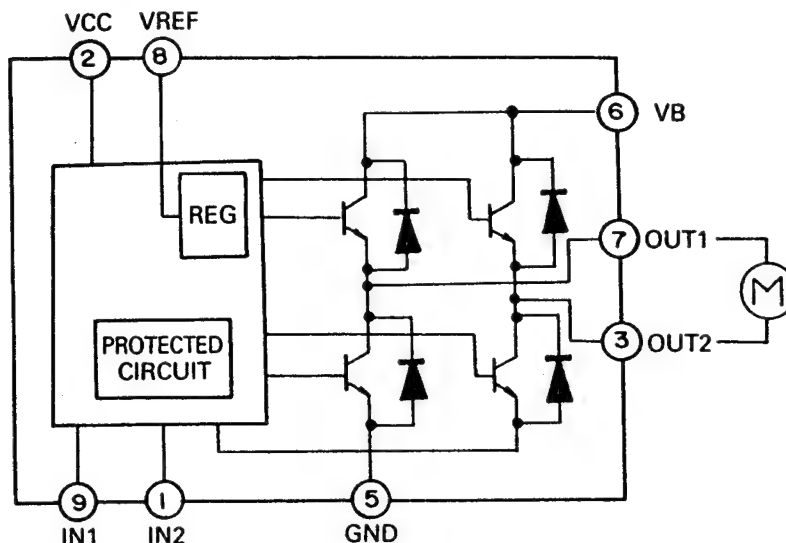 VCC VREF
2 8
6 VB
REG
7 OUT1
M
PROTECTED
CIRCUIT
3 OUT2
9 1 5
IN1 IN2 GND